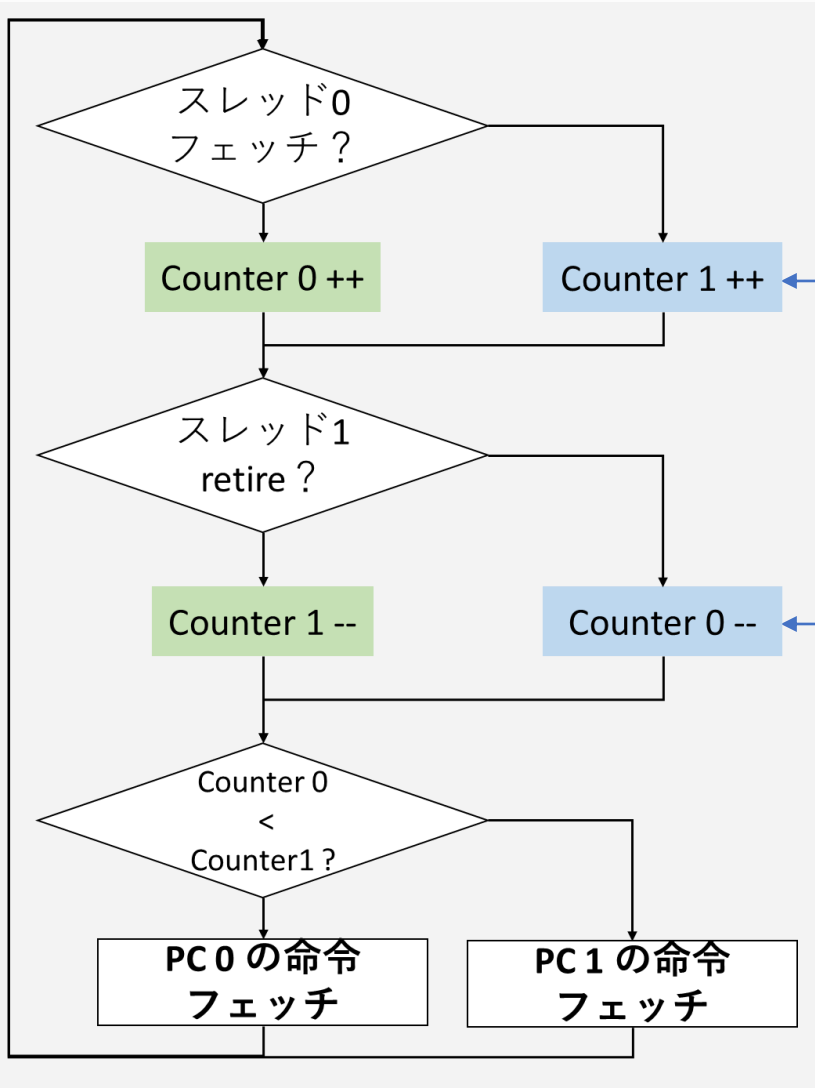 スレッド0
フェッチ？
Counter 0 ++
Counter 1 ++
スレッド1
retire？
Counter 1 --
Counter 0 --
Counter 0
<
Counter1？
PC 0 の命令
フェッチ
PC 1 の命令
フェッチ